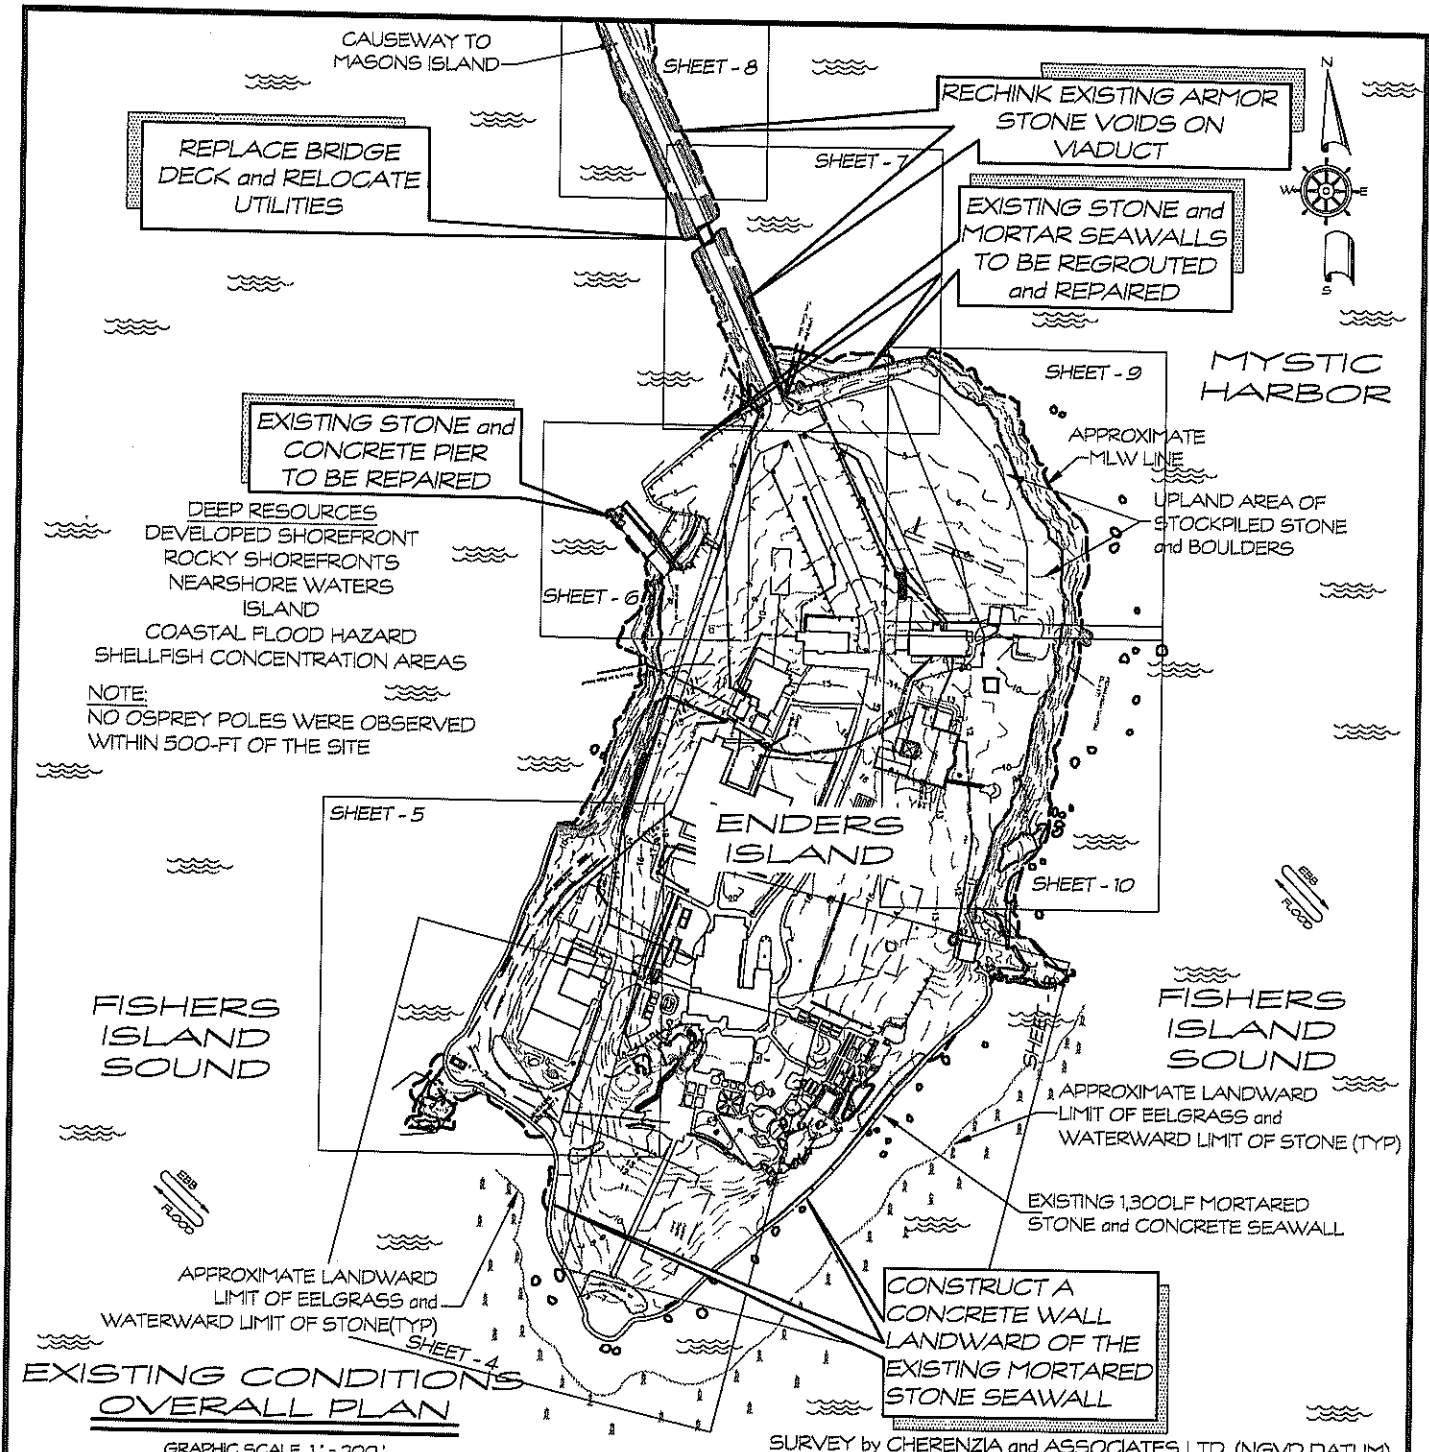 CAUSEWAY TO
MASONS ISLAND
SHEET - 8
RECHINK EXISTING ARMOR
STONE VOIDS ON
VIADUCT
N
W
E
S
REPLACE BRIDGE
DECK and RELOCATE
UTILITIES
SHEET - 7
EXISTING STONE and
MORTAR SEAWALLS
TO BE REGROUTED
and REPAIRED
MYSTIC
HARBOR
SHEET - 9
EXISTING STONE and
CONCRETE PIER
TO BE REPAIRED
APPROXIMATE
MLW LINE
UPLAND AREA OF
STOCKPILED STONE
and BOULDERS
DEEP RESOURCES
DEVELOPED SHOREFRONT
ROCKY SHOREFRONTS
NEARSHORE WATERS
ISLAND
COASTAL FLOOD HAZARD
SHELLFISH CONCENTRATION AREAS
SHEET - 6
NOTE:
NO OSPREY POLES WERE OBSERVED
WITHIN 500-FT OF THE SITE
SHEET - 5
ENDERS
ISLAND
SHEET - 10
EBB
FLOOD
FISHERS
ISLAND
SOUND
FISHERS
ISLAND
SOUND
SHEET
APPROXIMATE LANDWARD
LIMIT OF EELGRASS and
WATERWARD LIMIT OF STONE (TYP)
EXISTING 1,300LF MORTARED
STONE and CONCRETE SEAWALL
EBB
FLOOD
APPROXIMATE LANDWARD
LIMIT OF EELGRASS and
WATERWARD LIMIT OF STONE(TYP)
SHEET - 4
CONSTRUCT A
CONCRETE WALL
LANDWARD OF THE
EXISTING MORTARED
STONE SEAWALL
EXISTING CONDITIONS
OVERALL PLAN
GRAPHIC SCALE 1" - 200'
SURVEY by CHERENZIA and ASSOCIATES LTD. (NGVD DATUM)